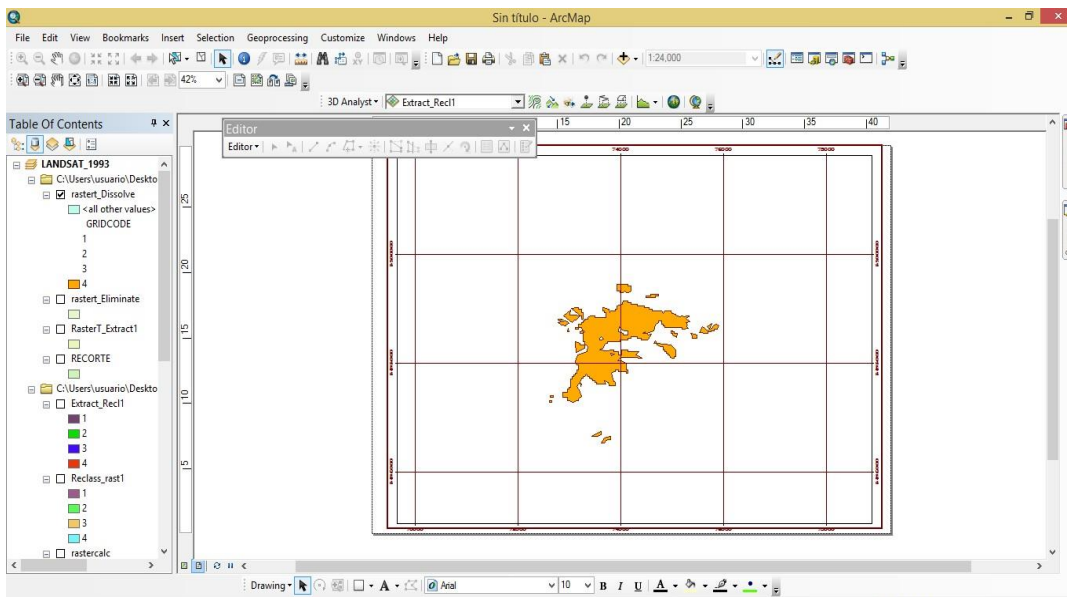 Sin título - ArcMap
File Edit View Bookmarks Insert Selection Geoprocessing Customize Windows Help
1:24,000
42%
3D Analyst Extract_Recl1
Table Of Contents
LANDSAT_1993
C:\Users\usuario\Deskto
rastert_Dissolve
<all other values>
GRIDCODE
1
2
3
4
rastert_Eliminate
RasterT_Extract1
RECORTE
C:\Users\usuario\Deskto
Extract_Recl1
1
2
3
4
Reclass_rast1
1
2
3
4
rastercalc
Editor
Editor
15 20 25 30 35 40
25
20
15
10
5
Drawing A Arial 10 B I U A